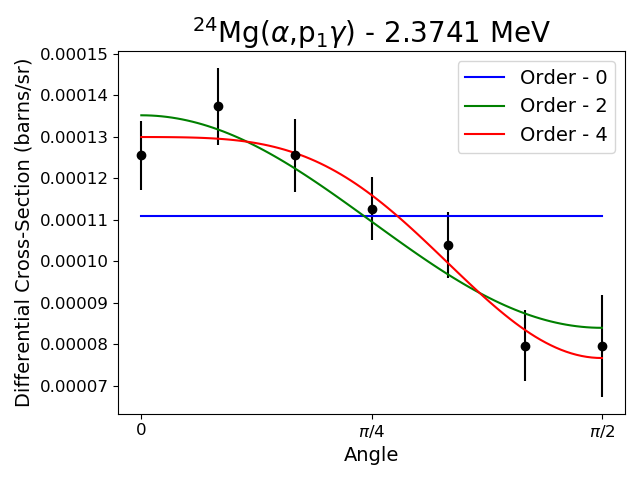 ²⁴Mg(α,p₁γ) - 2.3741 MeV
Differential Cross-Section (barns/sr)
0.00015
0.00014
0.00013
0.00012
0.00011
0.00010
0.00009
0.00008
0.00007
Order - 0
Order - 2
Order - 4
0 π/4 π/2
Angle